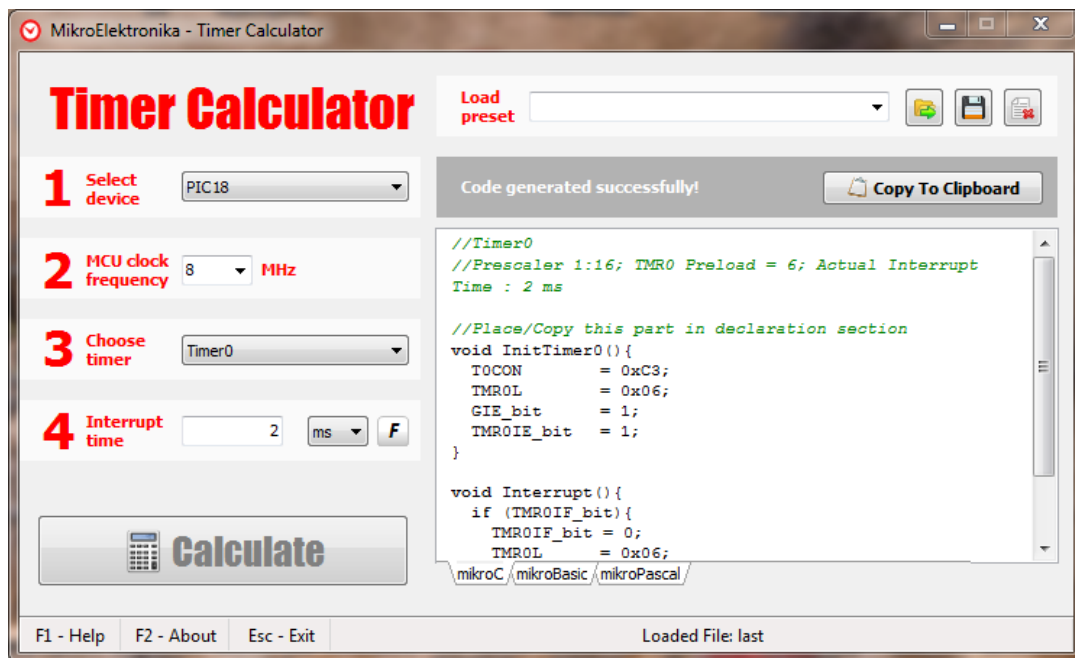 MikroElektronika - Timer Calculator
Timer Calculator
Load
preset
1 Select
device
PIC18
Code generated successfully!
Copy To Clipboard
2 MCU clock
frequency
8
MHz
3 Choose
timer
Timer0
4 Interrupt
time
2
ms
F
Calculate
//Timer0
//Prescaler 1:16; TMR0 Preload = 6; Actual Interrupt
Time : 2 ms
//Place/Copy this part in declaration section
void InitTimer0(){
T0CON = 0xC3;
TMR0L = 0x06;
GIE_bit = 1;
TMR0IE_bit = 1;
}
void Interrupt(){
if (TMR0IF_bit){
TMR0IF_bit = 0;
TMR0L = 0x06;
mikroC mikroBasic mikroPascal
F1 - Help F2 - About Esc - Exit Loaded File: last